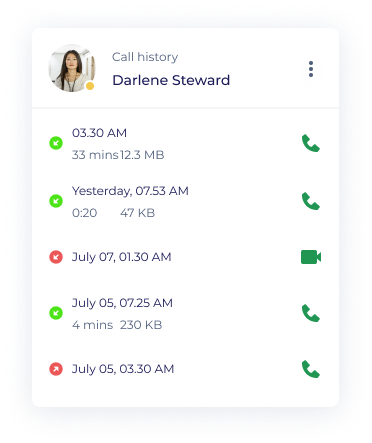 Call history
Darlene Steward
03.30 AM
33 mins 12.3 MB
Yesterday, 07.53 AM
0:20 47 KB
July 07, 01.30 AM
July 05, 07.25 AM
4 mins 230 KB
July 05, 03.30 AM